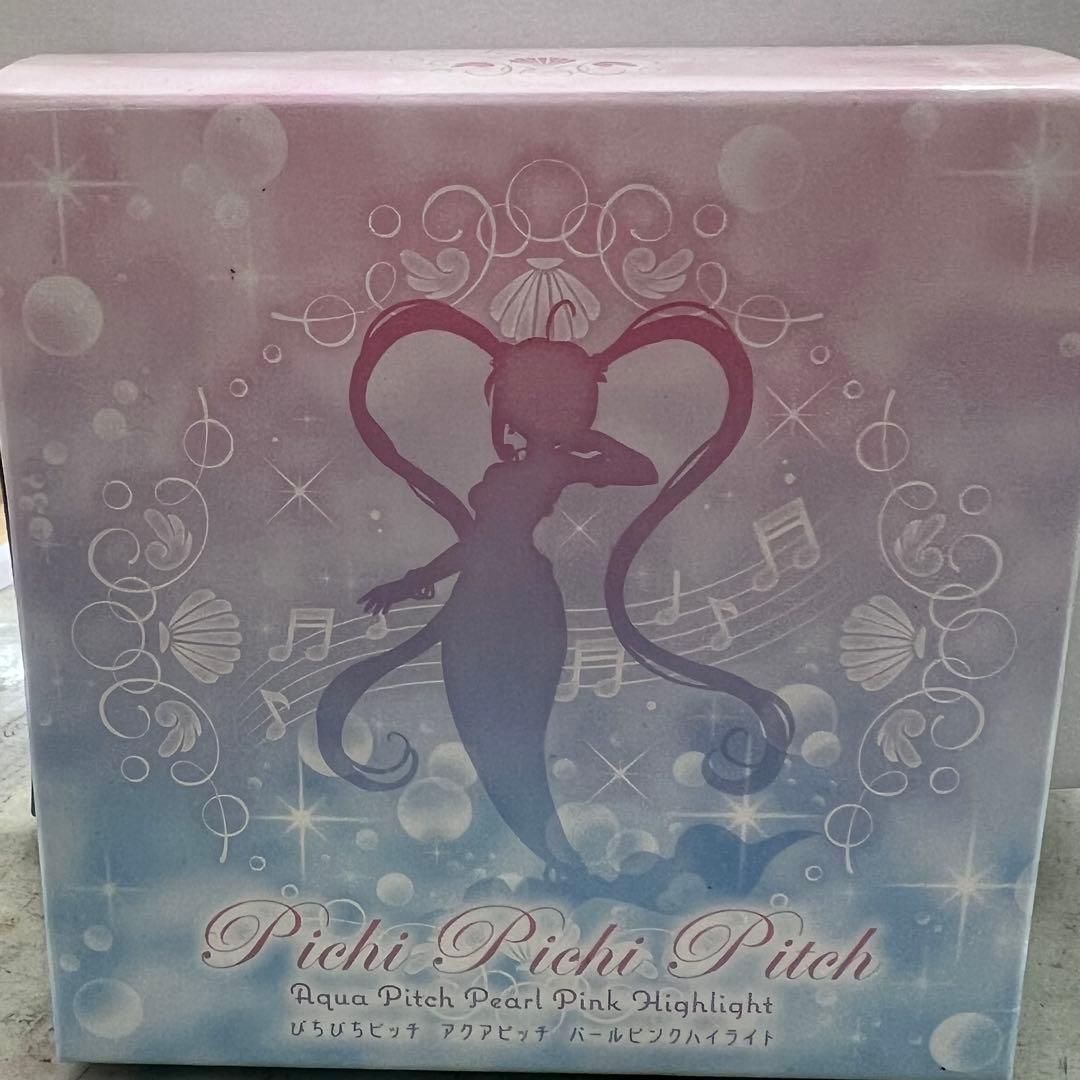 Pichi Pichi Pitch
Aqua Pitch Pearl Pink Highlight
ぴちぴちピッチ アクアピッチ パールピンクハイライト